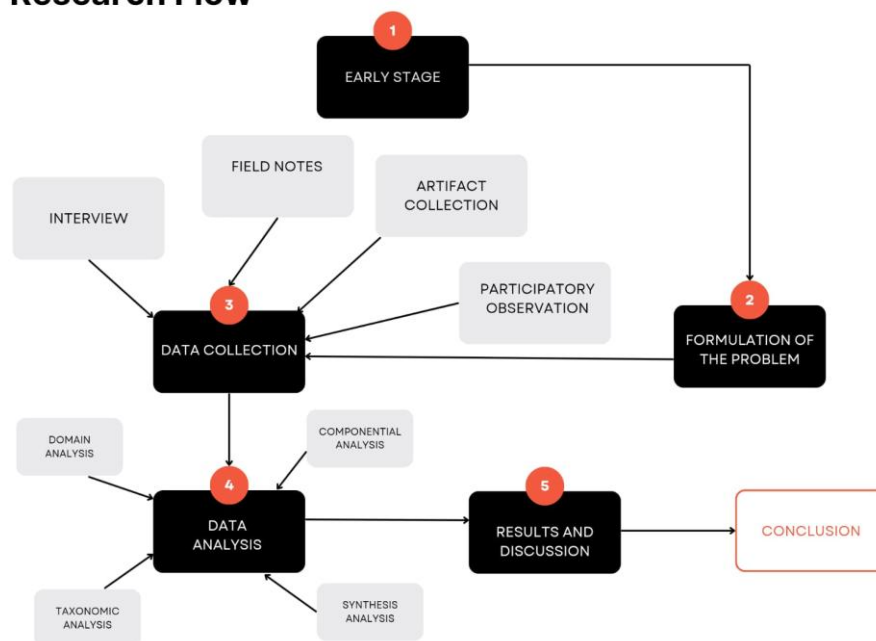 Research Flow
1
EARLY STAGE
FIELD NOTES
ARTIFACT
COLLECTION
INTERVIEW
PARTICIPATORY
OBSERVATION
2
FORMULATION OF
THE PROBLEM
3
DATA COLLECTION
DOMAIN
ANALYSIS
COMPONENTIAL
ANALYSIS
4
DATA
ANALYSIS
5
RESULTS AND
DISCUSSION
CONCLUSION
TAXONOMIC
ANALYSIS
SYNTHESIS
ANALYSIS